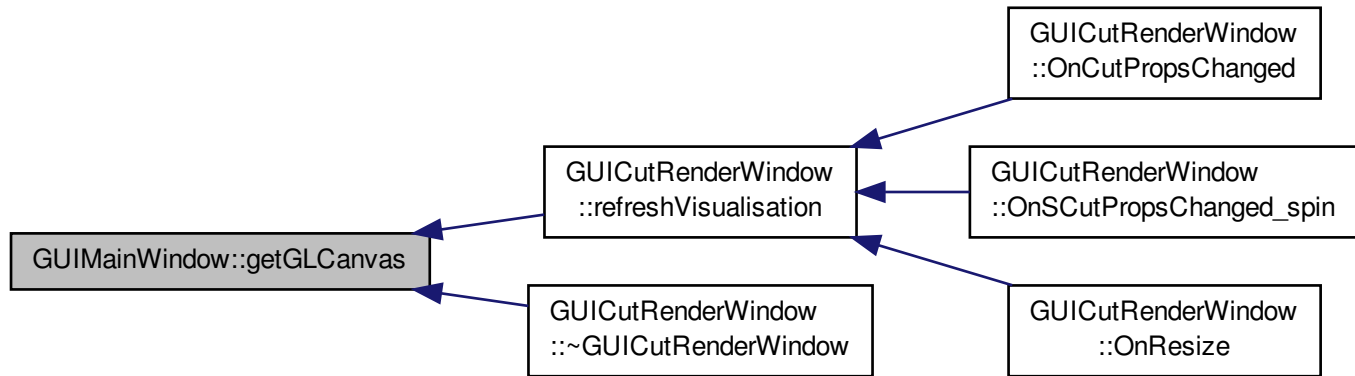 GUIMainWindow::getGLCanvas
GUICutRenderWindow
::refreshVisualisation
GUICutRenderWindow
::~GUICutRenderWindow
GUICutRenderWindow
::OnCutPropsChanged
GUICutRenderWindow
::OnSCutPropsChanged_spin
GUICutRenderWindow
::OnResize